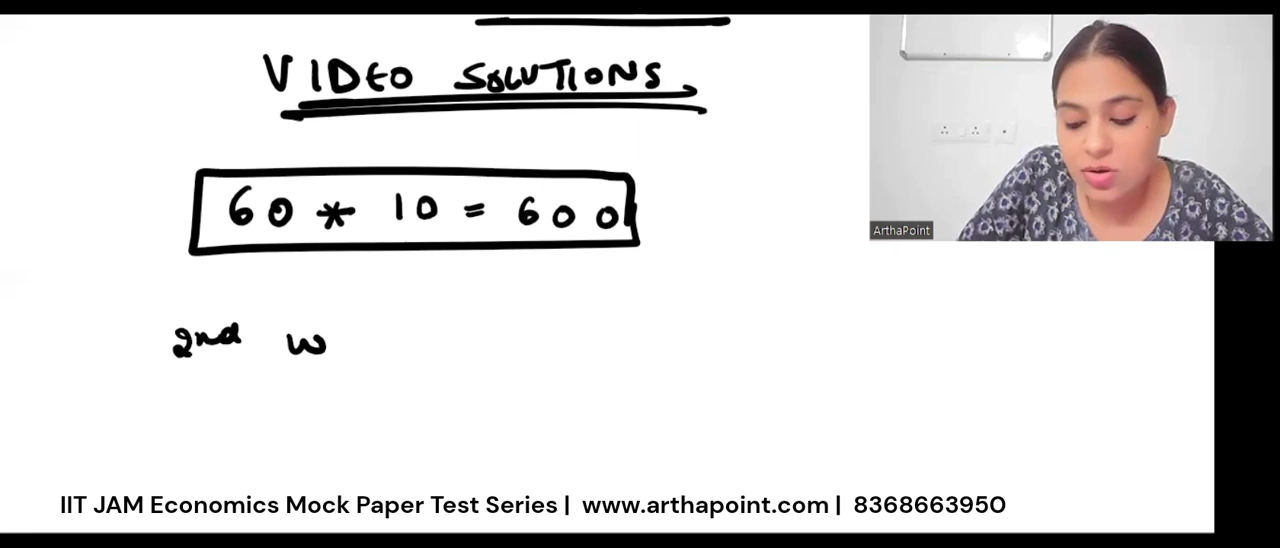 VIDEO SOLUTIONS
60 * 10 = 600
2nd w
ArthaPoint
IIT JAM Economics Mock Paper Test Series | www.arthapoint.com | 8368663950